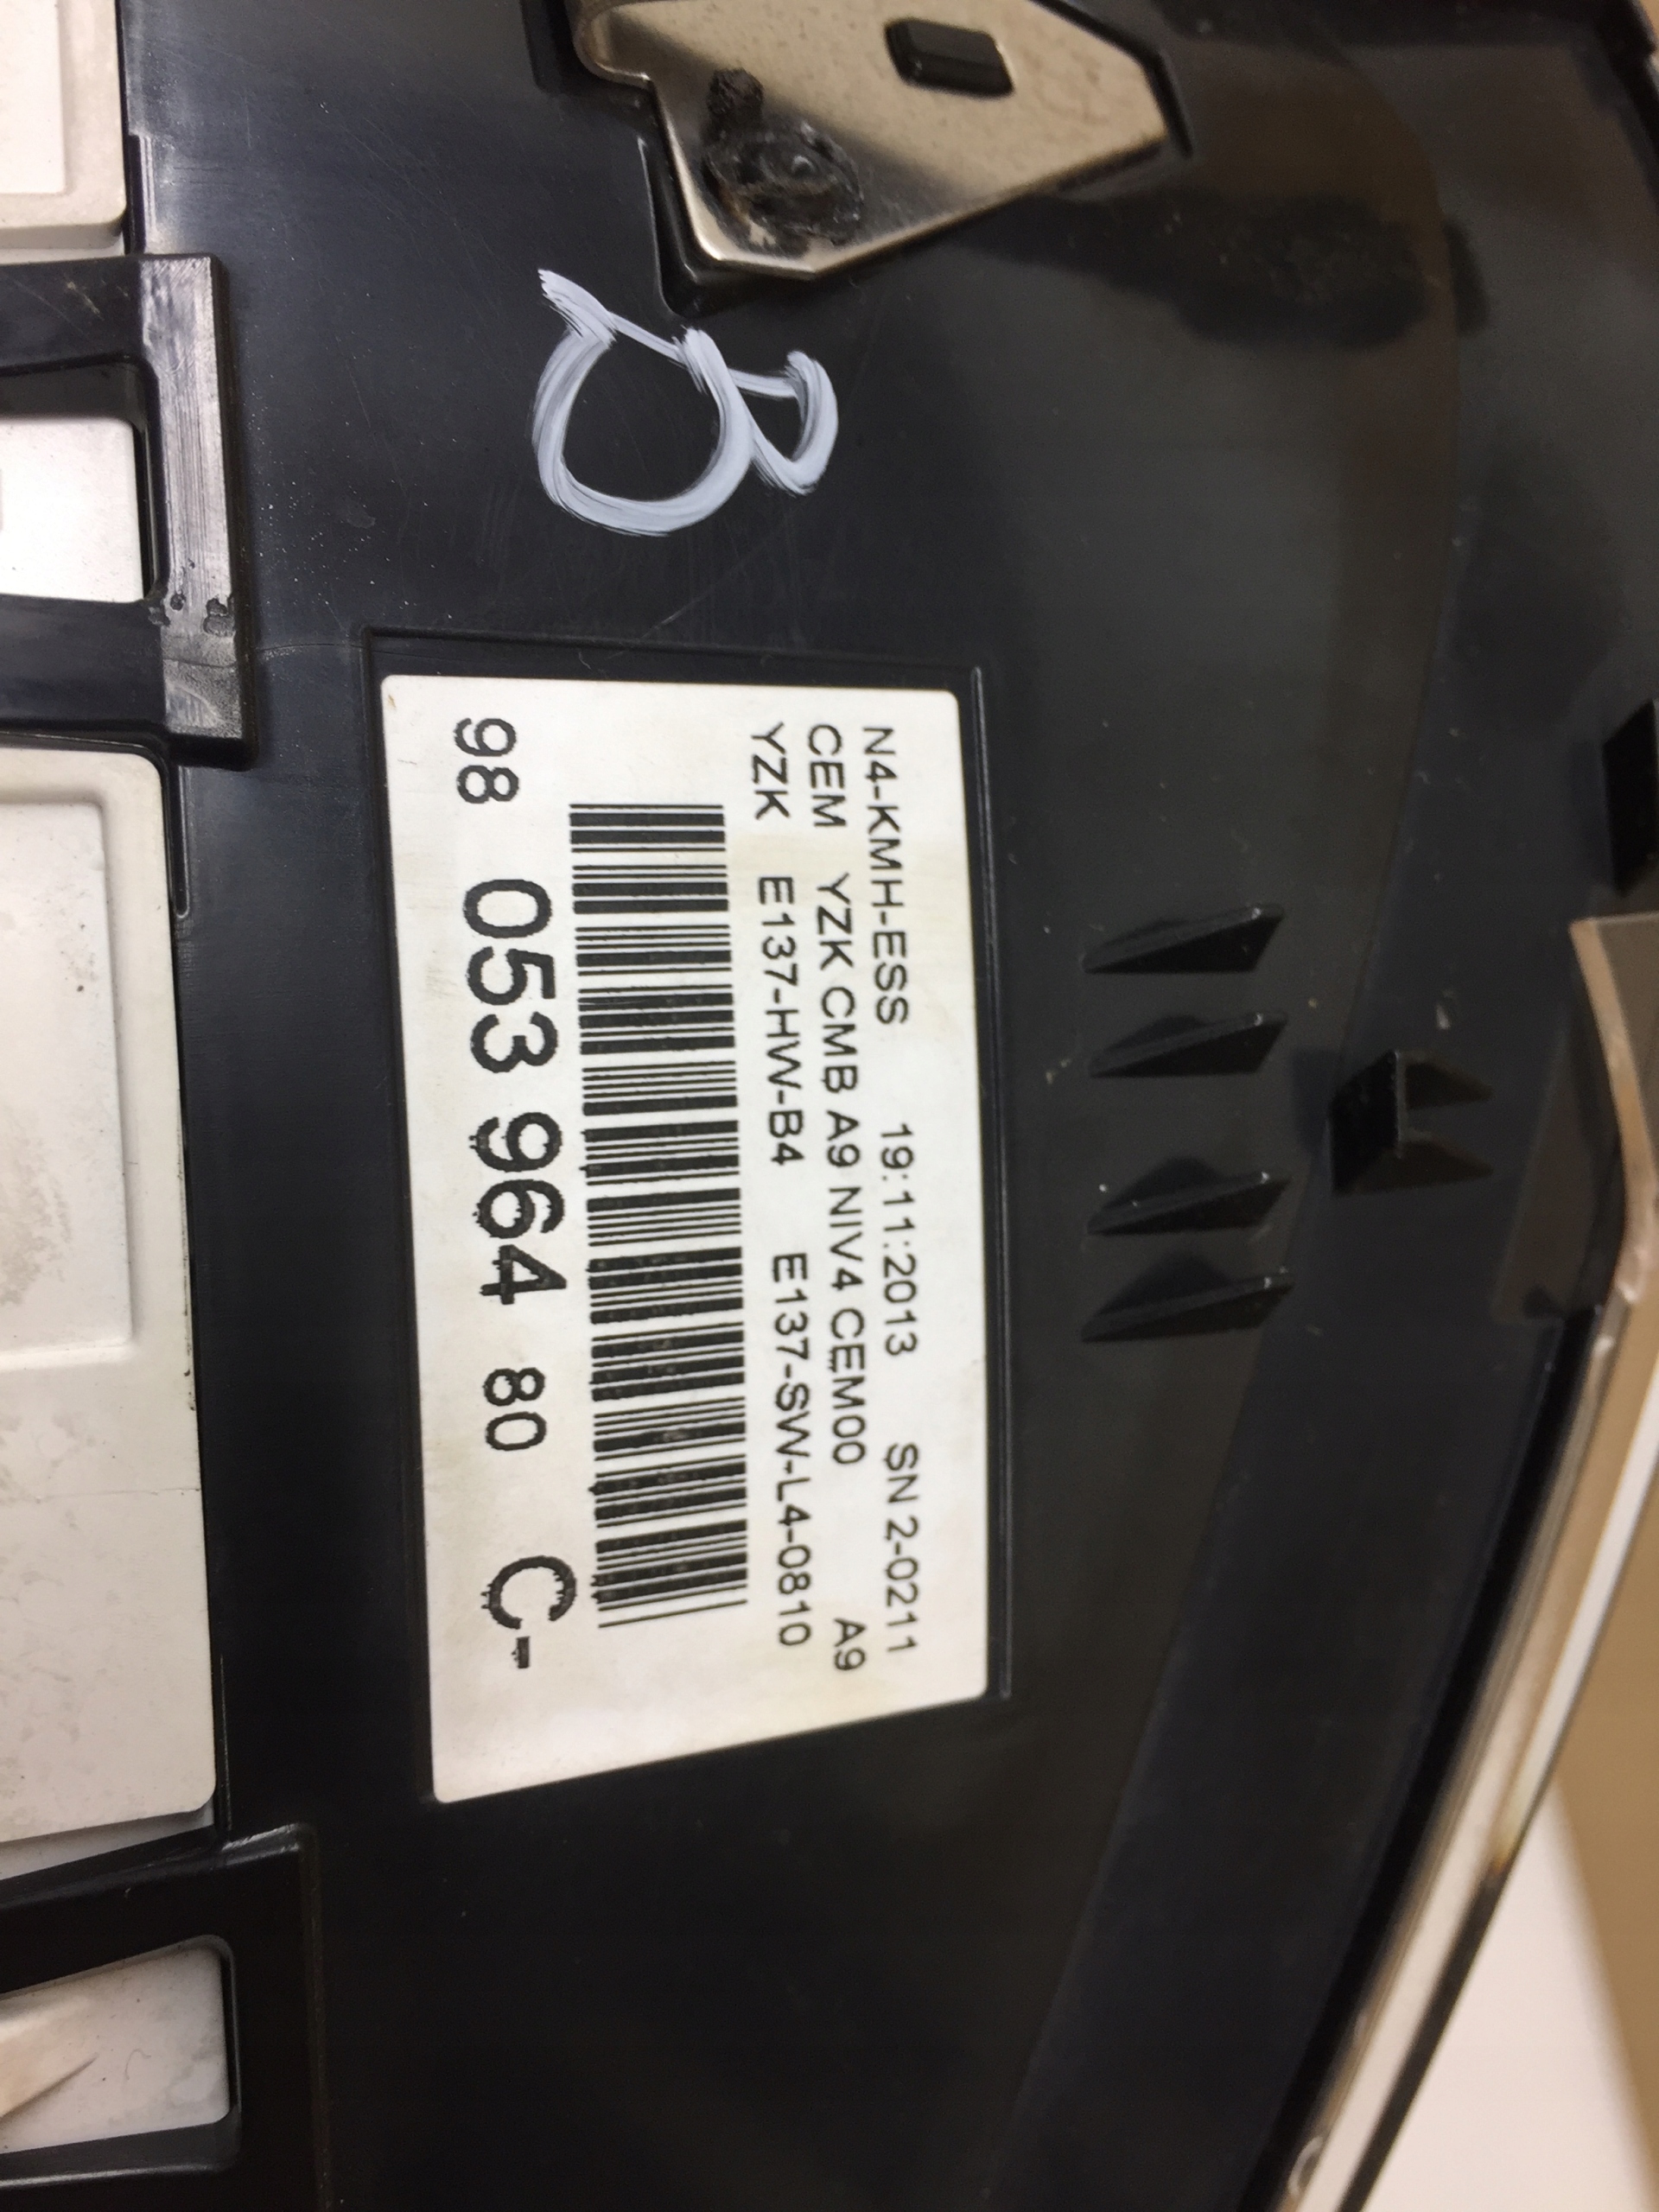 B
N4-KMH-ESS 19:11:2013 SN 2-0211
CEM YZK CMB A9 NIV4 CEM00 A9
YZK E137-HW-B4 E137-SW-L4-0810
98 053 964 80 C-